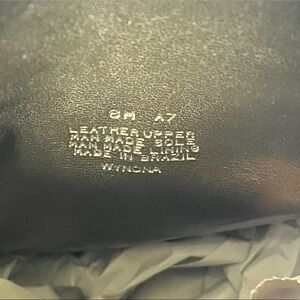 8M A7
LEATHER UPPER
MAN MADE SOLE
MAN MADE LINING
MADE IN BRAZIL
WYNONA